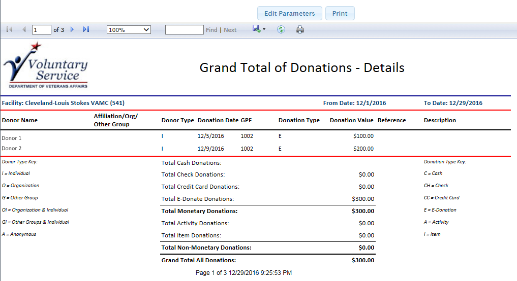 Edit Parameters Print
1 of 3 100% Find | Next
Voluntary
Service
DEPARTMENT OF VETERANS AFFAIRS
Grand Total of Donations - Details
Facility: Cleveland-Louis Stokes VAMC (541) From Date: 12/1/2016 To Date: 12/29/2016
Donor Name Affiliation/Org/ Other Group Donor Type Donation Date GPF Donation Type Donation Value Reference Description
Donor 1 I 12/5/2016 1002 E $100.00
Donor 2 I 12/9/2016 1002 E $200.00
Donor Type Key Total Cash Donations: Donation Type Key
I = Individual Total Check Donations: $0.00 C = Cash
O = Organization Total Credit Card Donations: $0.00 CH = Check
G = Other Group Total E-Donate Donations: $300.00 CC = Credit Card
OI = Organization & Individual Total Monetary Donations: $300.00 E = E-Donation
GI = Other Groups & Individual Total Activity Donations: $0.00 A = Activity
A = Anonymous Total Item Donations: $0.00 I = Item
Total Non-Monetary Donations: $0.00
Grand Total All Donations: $300.00
Page 1 of 3 12/29/2016 9:25:53 PM